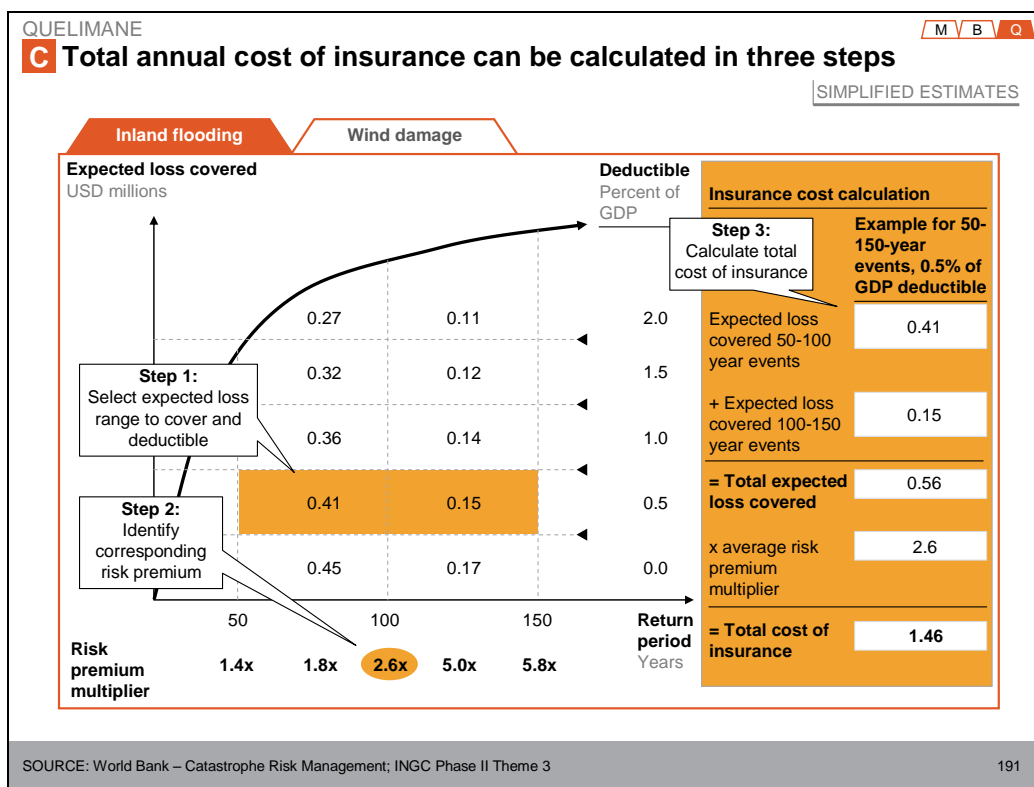 QUELIMANE
M B Q
C Total annual cost of insurance can be calculated in three steps
SIMPLIFIED ESTIMATES
Inland flooding
Wind damage
Expected loss covered
USD millions
Deductible
Percent of
GDP
0.27 0.11 2.0
0.32 0.12 1.5
0.36 0.14 1.0
0.41 0.15 0.5
0.45 0.17 0.0
Step 1:
Select expected loss
range to cover and
deductible
Step 2:
Identify
corresponding
risk premium
50 100 150
Return
period
Years
Risk
premium
multiplier
1.4x 1.8x 2.6x 5.0x 5.8x
Insurance cost calculation
Step 3:
Calculate total
cost of insurance
Example for 50-
150-year
events, 0.5% of
GDP deductible
Expected loss
covered 50-100
year events
0.41
+ Expected loss
covered 100-150
year events
0.15
= Total expected
loss covered
0.56
x average risk
premium
multiplier
2.6
= Total cost of
insurance
1.46
SOURCE: World Bank – Catastrophe Risk Management; INGC Phase II Theme 3
191